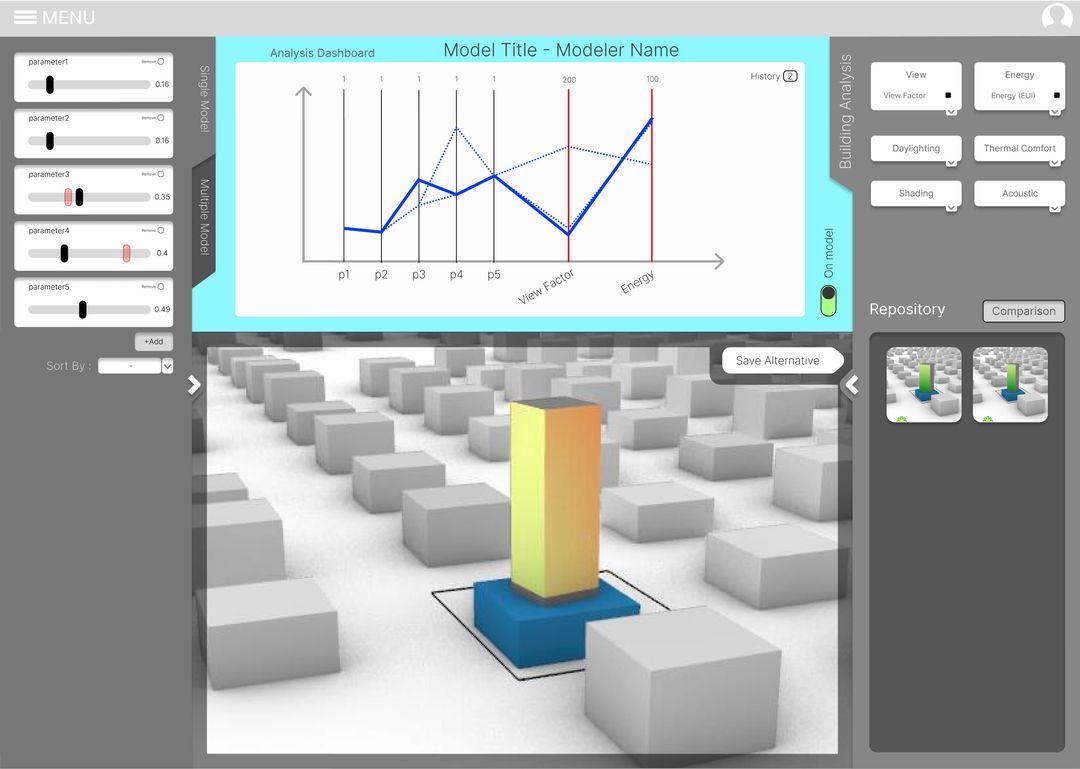 MENU
parameter1
Remove
0.16
parameter2
Remove
0.16
parameter3
Remove
0.35
parameter4
Remove
0.4
parameter5
Remove
0.49
+Add
Sort By :
-
Single Model
Multiple Model
Analysis Dashboard
Model Title - Modeler Name
History 2
1 1 1 1 1 200 100
p1 p2 p3 p4 p5 View Factor Energy
On model
Save Alternative
Building Analysis
View
View Factor
Energy
Energy (EUI)
Daylighting
Thermal Comfort
Shading
Acoustic
Repository
Comparison